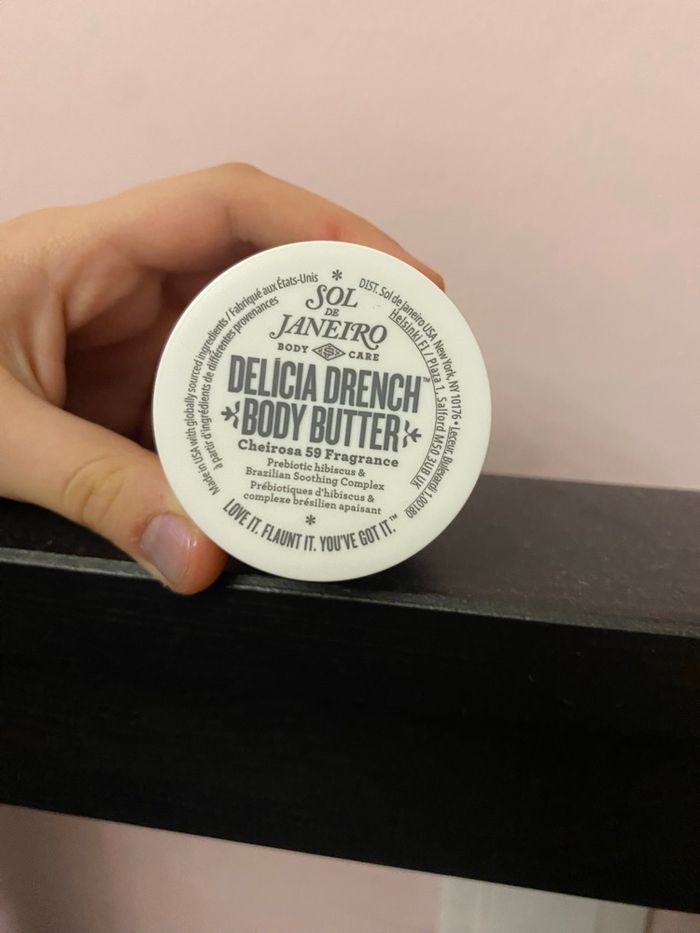 *
SOL
DE
JANEIRO
BODY CARE
DELÍCIA DRENCH™
BODY BUTTER
Cheirosa 59 Fragrance
Prebiotic hibiscus &
Brazilian Soothing Complex
Prébiotiques d'hibiscus &
complexe brésilien apaisant
*
LOVE IT. FLAUNT IT. YOU'VE GOT IT.™
Made in USA with globally sourced ingredients / Fabriqué aux États-Unis
à partir d'ingrédients de différentes provenances
DIST. Sol de Janeiro USA New York, NY 10176 • Bulevardi 1, 00180
Helsinki FI / Plaza 1, Salford M50 3UB UK